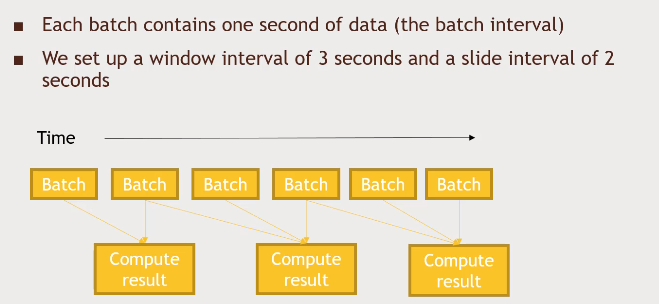 Each batch contains one second of data (the batch interval)
We set up a window interval of 3 seconds and a slide interval of 2
seconds
Time
Batch Batch Batch Batch Batch Batch
Compute Compute Compute
result result result